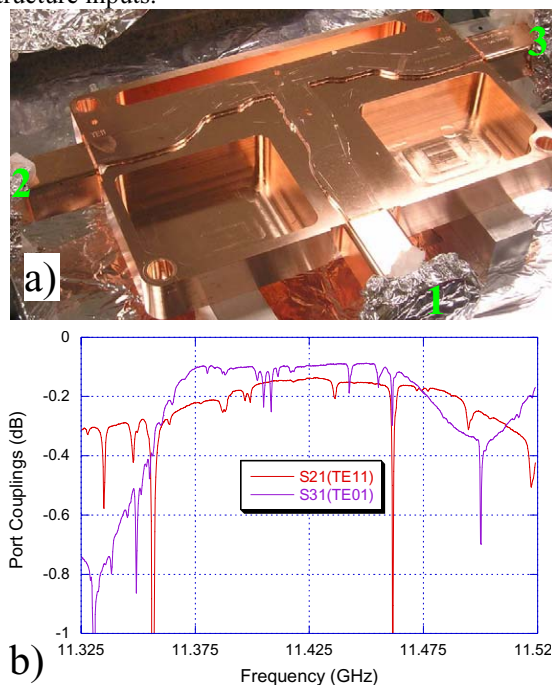 ructure inputs.
3
2
1
a)
0
-0.2
-0.4
-0.6
-0.8
-1
Port Couplings (dB)
S21(TE11)
S31(TE01)
11.325 11.375 11.425 11.475 11.52
Frequency (GHz)
b)